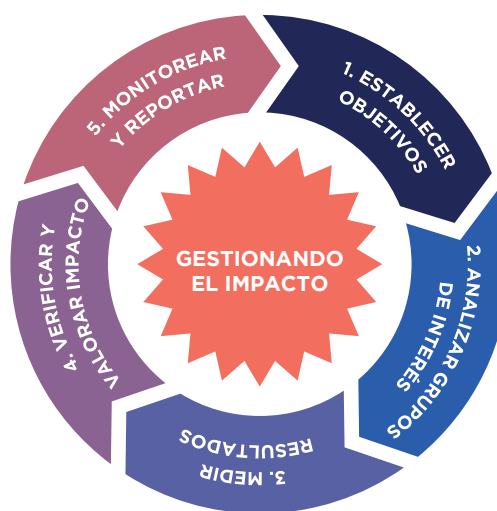 1. ESTABLECER
OBJETIVOS
2. ANALIZAR GRUPOS
DE INTERÉS
3. MEDIR
RESULTADOS
4. VERIFICAR Y
VALORAR IMPACTO
5. MONITOREAR
Y REPORTAR
GESTIONANDO
EL IMPACTO